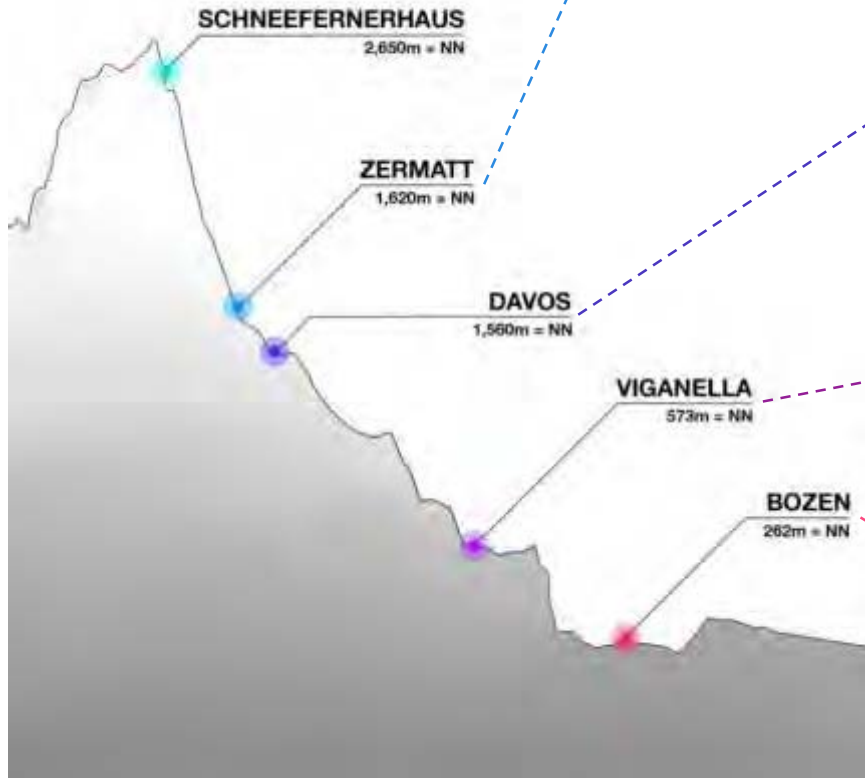 SCHNEEFERNERHAUS
2,650m = NN
ZERMATT
1,620m = NN
DAVOS
1,560m = NN
VIGANELLA
573m = NN
BOZEN
262m = NN